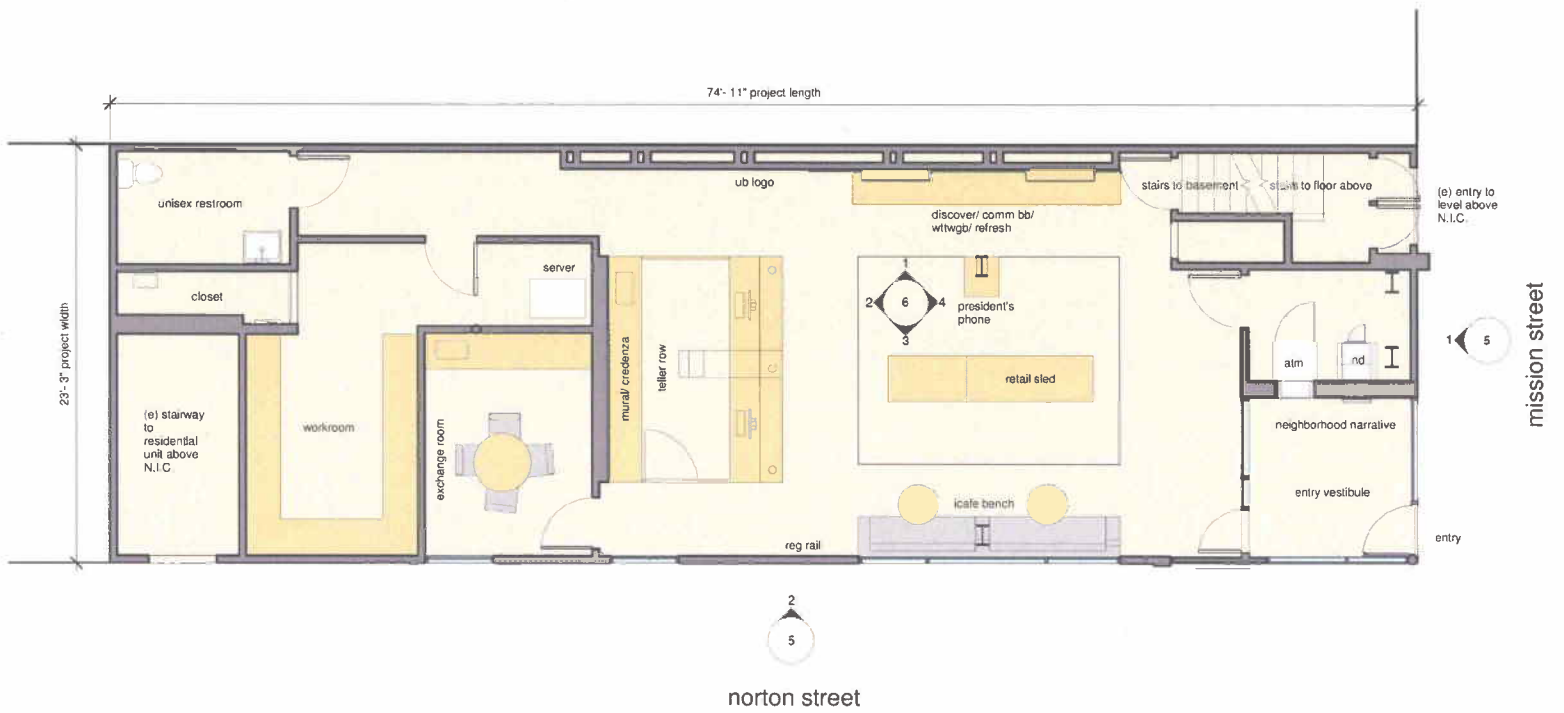 74'- 11" project length
23'- 3" project width
unisex restroom
closet
(e) stairway
to
residential
unit above
N.I.C.
workroom
server
exchange room
mural/ credenza
teller row
ub logo
discover/ comm bb/
wttwgb/ refresh
1
2
6
4
3
president's
phone
retail sled
icafe bench
reg rail
stairs to basement
stairs to floor above
(e) entry to
level above
N.I.C.
atm
nd
neighborhood narrative
entry vestibule
entry
1
5
mission street
2
5
norton street